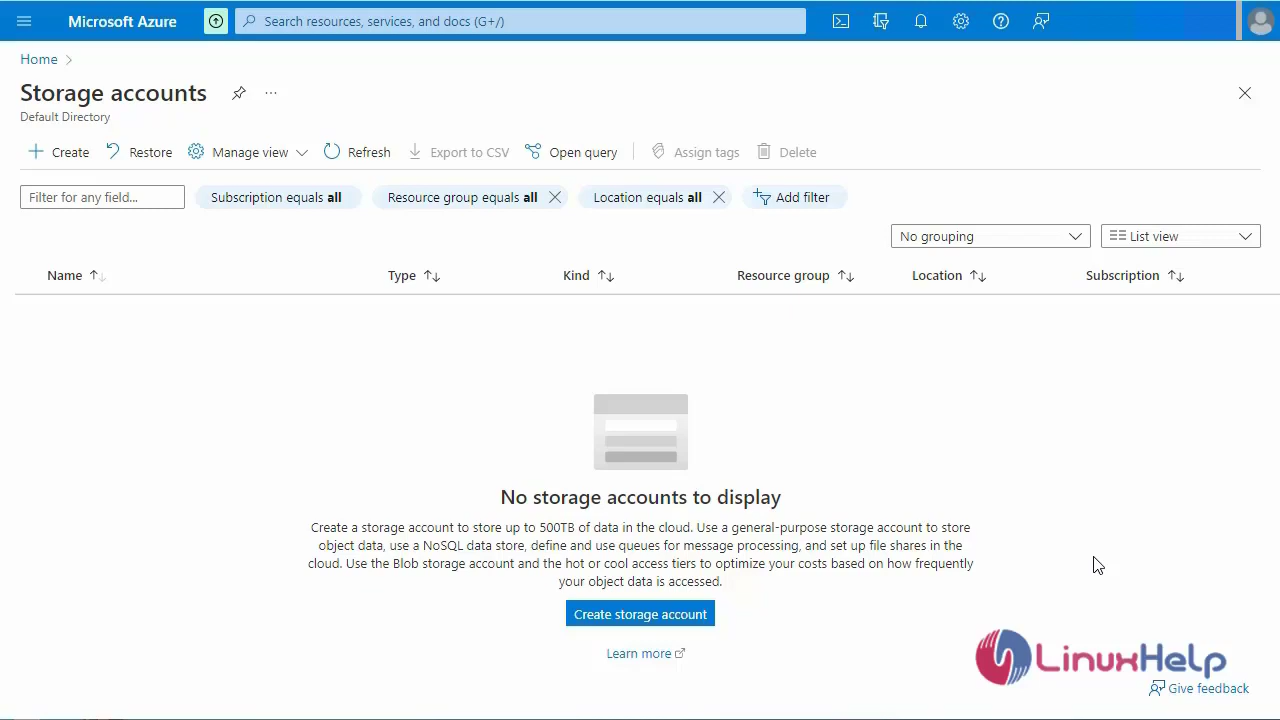 Microsoft Azure
Search resources, services, and docs (G+/)
Home
Storage accounts
Default Directory
Create
Restore
Manage view
Refresh
Export to CSV
Open query
Assign tags
Delete
Filter for any field...
Subscription equals all
Resource group equals all
Location equals all
Add filter
No grouping
List view
Name
Type
Kind
Resource group
Location
Subscription
No storage accounts to display
Create a storage account to store up to 500TB of data in the cloud. Use a general-purpose storage account to store
object data, use a NoSQL data store, define and use queues for message processing, and set up file shares in the
cloud. Use the Blob storage account and the hot or cool access tiers to optimize your costs based on how frequently
your object data is accessed.
Create storage account
Learn more
LinuxHelp
Give feedback